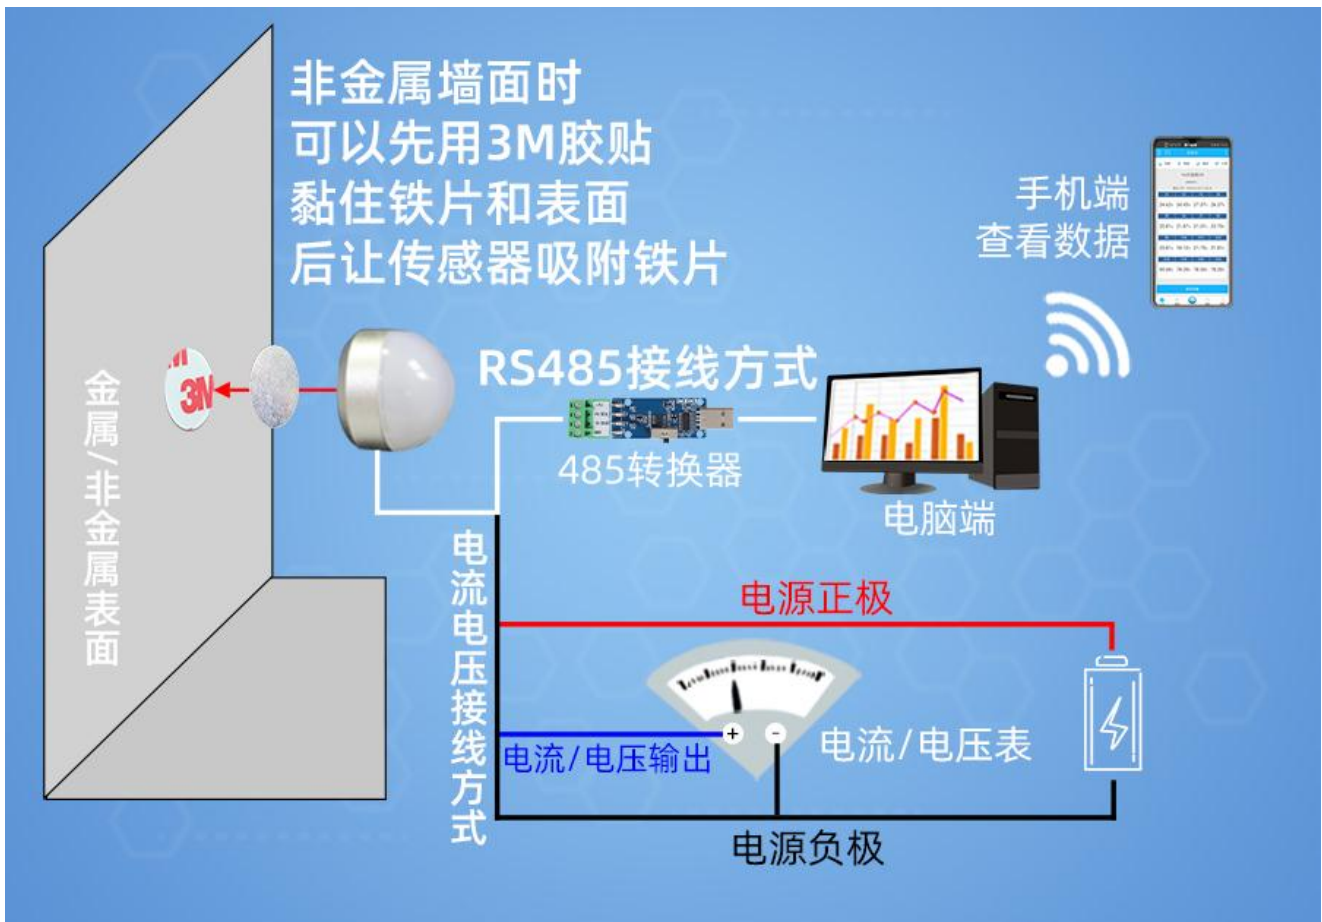 非金属墙面时
可以先用3M胶贴
黏住铁片和表面
后让传感器吸附铁片
手机端
查看数据
3M
金属/非金属表面
RS485接线方式
485转换器
电脑端
电流电压接线方式
电源正极
+
-
电流/电压输出
电流/电压表
电源负极